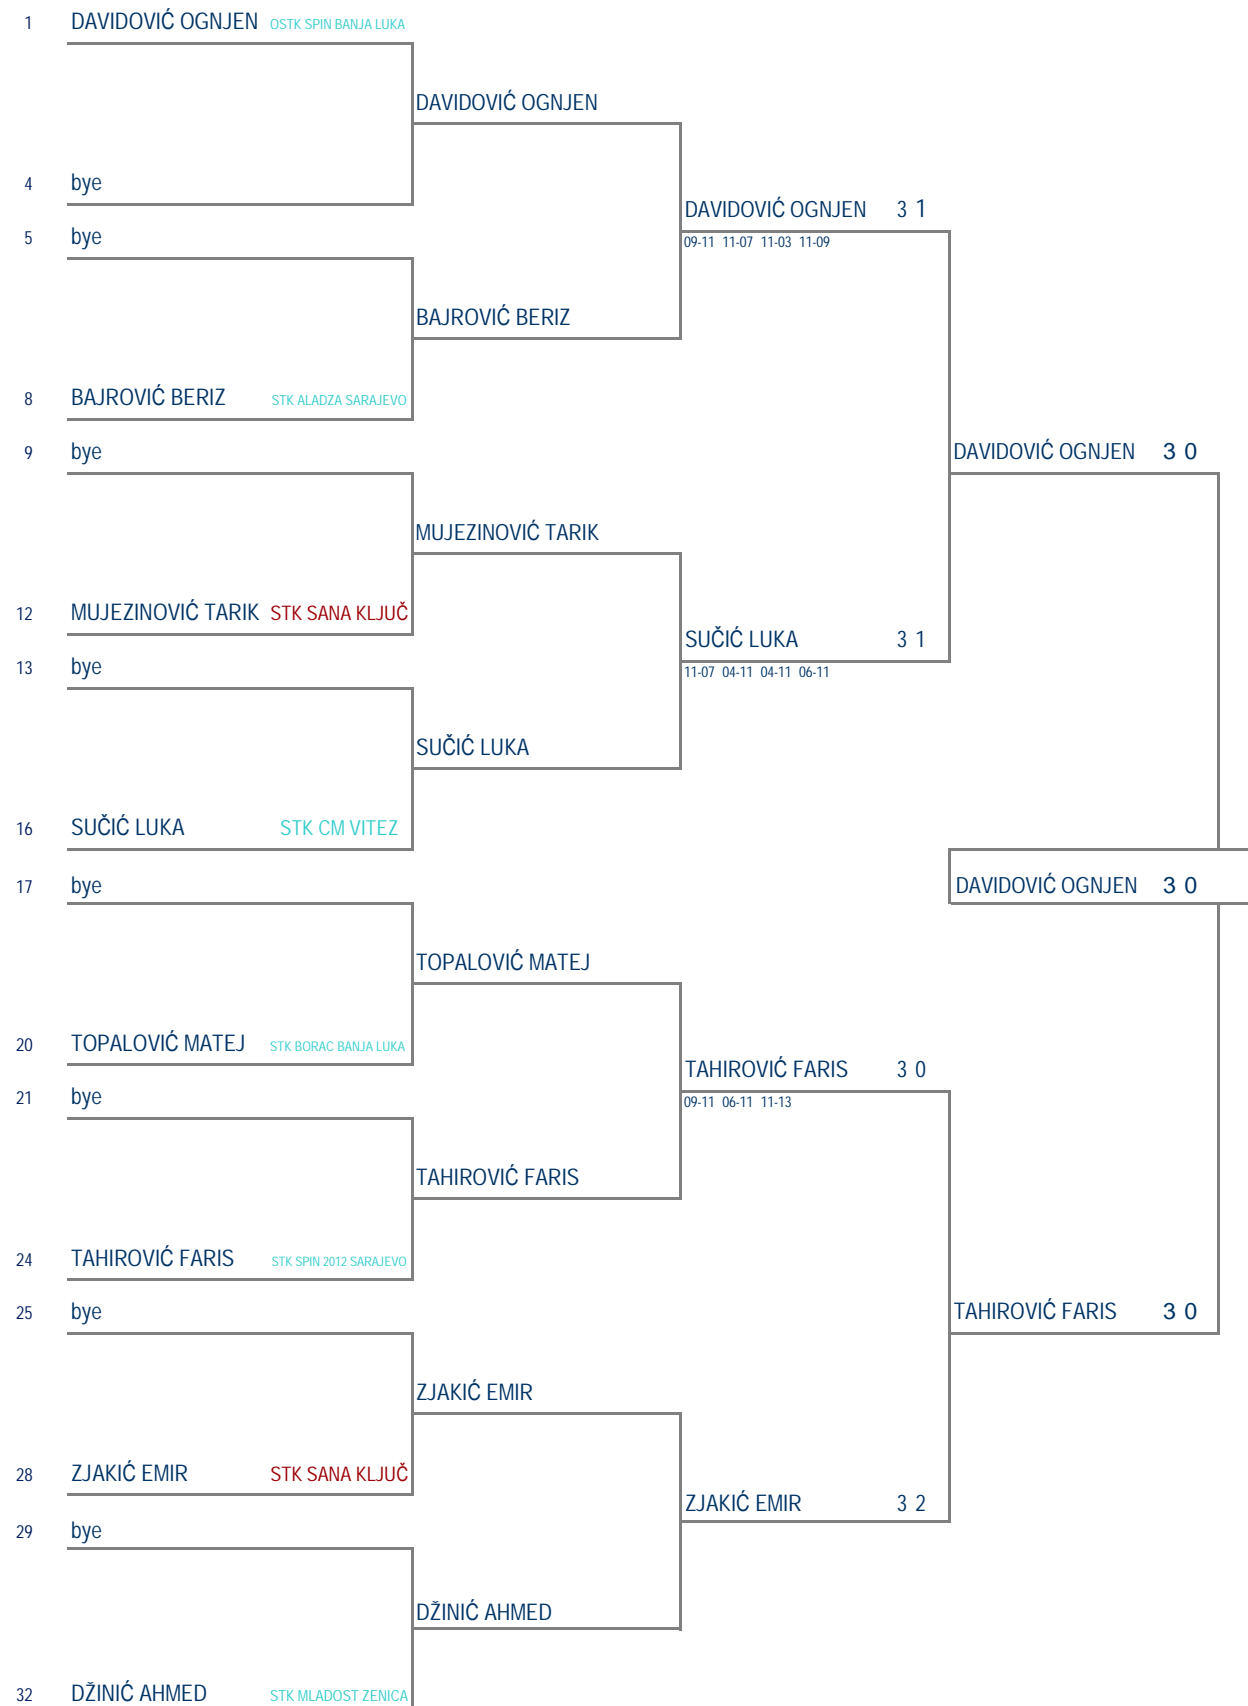 1 DAVIDOVIĆ OGNJEN OSTK SPIN BANJA LUKA
DAVIDOVIĆ OGNJEN
4 bye
DAVIDOVIĆ OGNJEN 3 1
5 bye
09-11 11-07 11-03 11-09
BAJROVIĆ BERIZ
8 BAJROVIĆ BERIZ STK ALADZA SARAJEVO
9 bye
DAVIDOVIĆ OGNJEN 3 0
MUJEZINOVIĆ TARIK
12 MUJEZINOVIĆ TARIK STK SANA KLJUČ
SUČIĆ LUKA 3 1
13 bye
11-07 04-11 04-11 06-11
SUČIĆ LUKA
16 SUČIĆ LUKA STK CM VITEZ
17 bye
DAVIDOVIĆ OGNJEN 3 0
TOPALOVIĆ MATEJ
20 TOPALOVIĆ MATEJ STK BORAC BANJA LUKA
TAHIROVIĆ FARIS 3 0
21 bye
09-11 06-11 11-13
TAHIROVIĆ FARIS
24 TAHIROVIĆ FARIS STK SPIN 2012 SARAJEVO
25 bye
TAHIROVIĆ FARIS 3 0
ZJAKIĆ EMIR
28 ZJAKIĆ EMIR STK SANA KLJUČ
ZJAKIĆ EMIR 3 2
29 bye
DŽINIĆ AHMED
32 DŽINIĆ AHMED STK MLADOST ZENICA